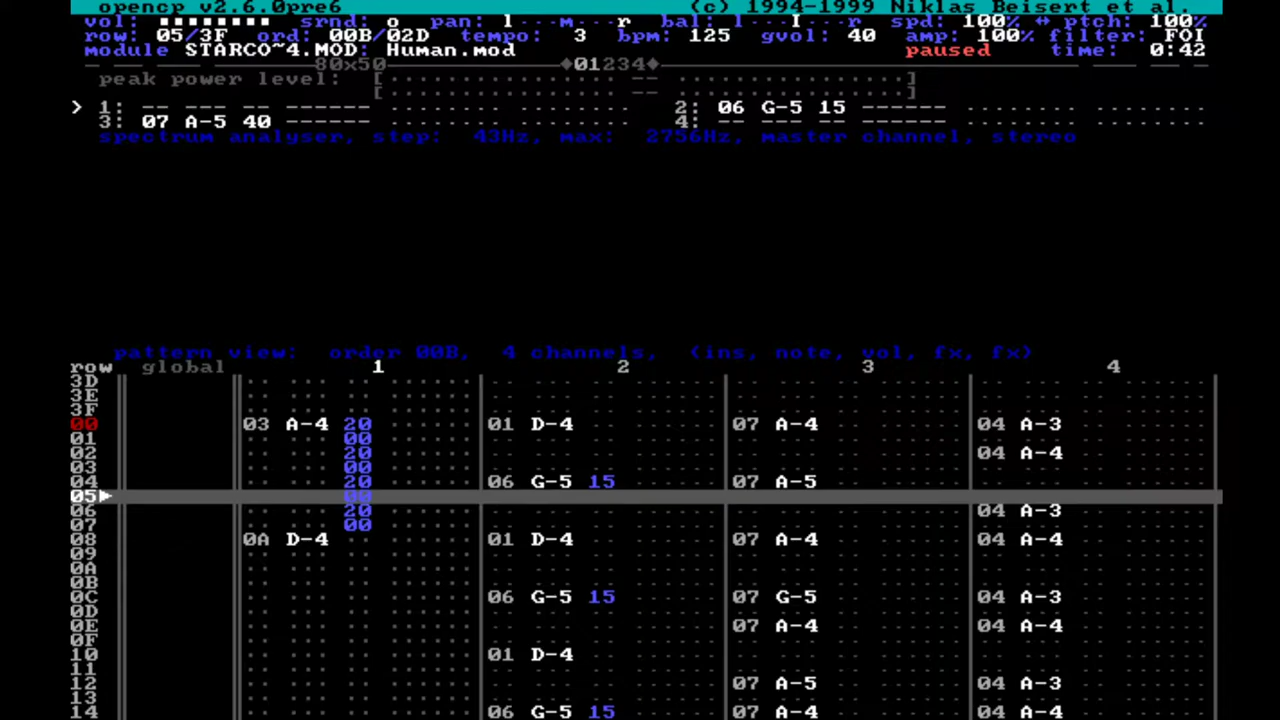 opencp v2.6.0pre6 (c) 1994-1999 Niklas Beisert et al.
vol: ▪▪▪▪▪▪▪▪ srnd: o pan: l---m---r bal: l---I---r spd: 100% ↔ ptch: 100%
row: 05/3F ord: 00B/02D tempo: 3 bpm: 125 gvol: 40 amp: 100% filter: FOI
module STARCO~4.MOD: Human.mod paused time: 0:42
80x50 ◆01234◆
peak power level: [................ -- ................]
[................ -- ................]
> 1: -- --- -- ------ ........ ........ 2: 06 G-5 15 ------ ........ ........
3: 07 A-5 40 ------ ........ ........ 4: -- --- -- ------ ........ ........
spectrum analyser, step: 43Hz, max: 2756Hz, master channel, stereo
pattern view: order 00B, 4 channels, (ins, note, vol, fx, fx)
row global 1 2 3 4
3D
3E
3F
00 03 A-4 20 01 D-4 07 A-4 04 A-3
01 00
02 20 04 A-4
03 00
04 20 06 G-5 15 07 A-5
05 00
06 20 04 A-3
07 00
08 0A D-4 01 D-4 07 A-4 04 A-4
09
0A
0B
0C 06 G-5 15 07 G-5 04 A-3
0D
0E 07 A-4 04 A-4
0F
10 01 D-4
11
12 07 A-5 04 A-3
13
14 06 G-5 15 07 A-4 04 A-4